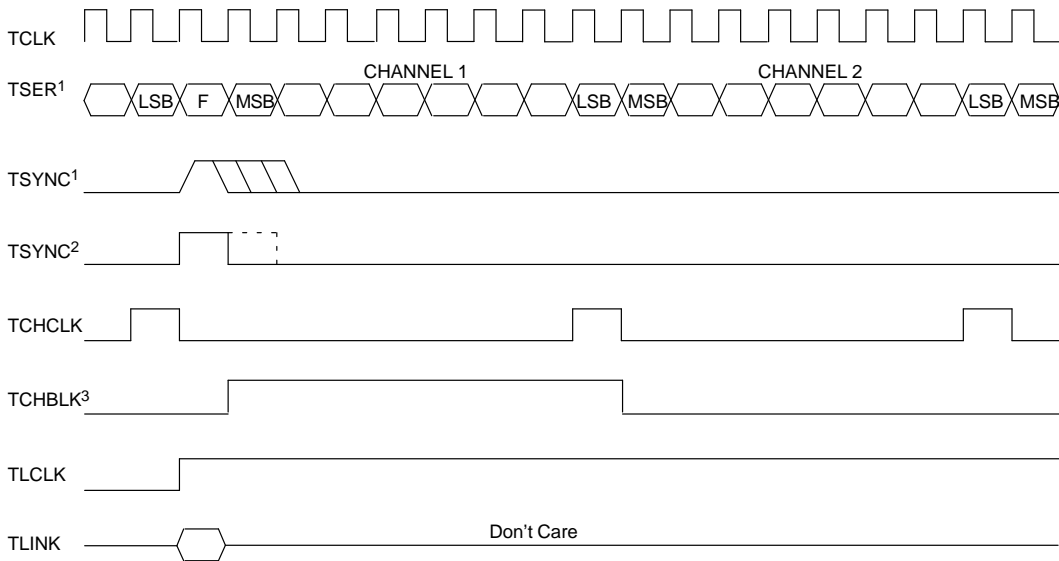 TCLK
CHANNEL 1 CHANNEL 2
TSER1 LSB F MSB LSB MSB LSB MSB
TSYNC1
TSYNC2
TCHCLK
TCHBLK3
TLCLK
TLINK Don't Care